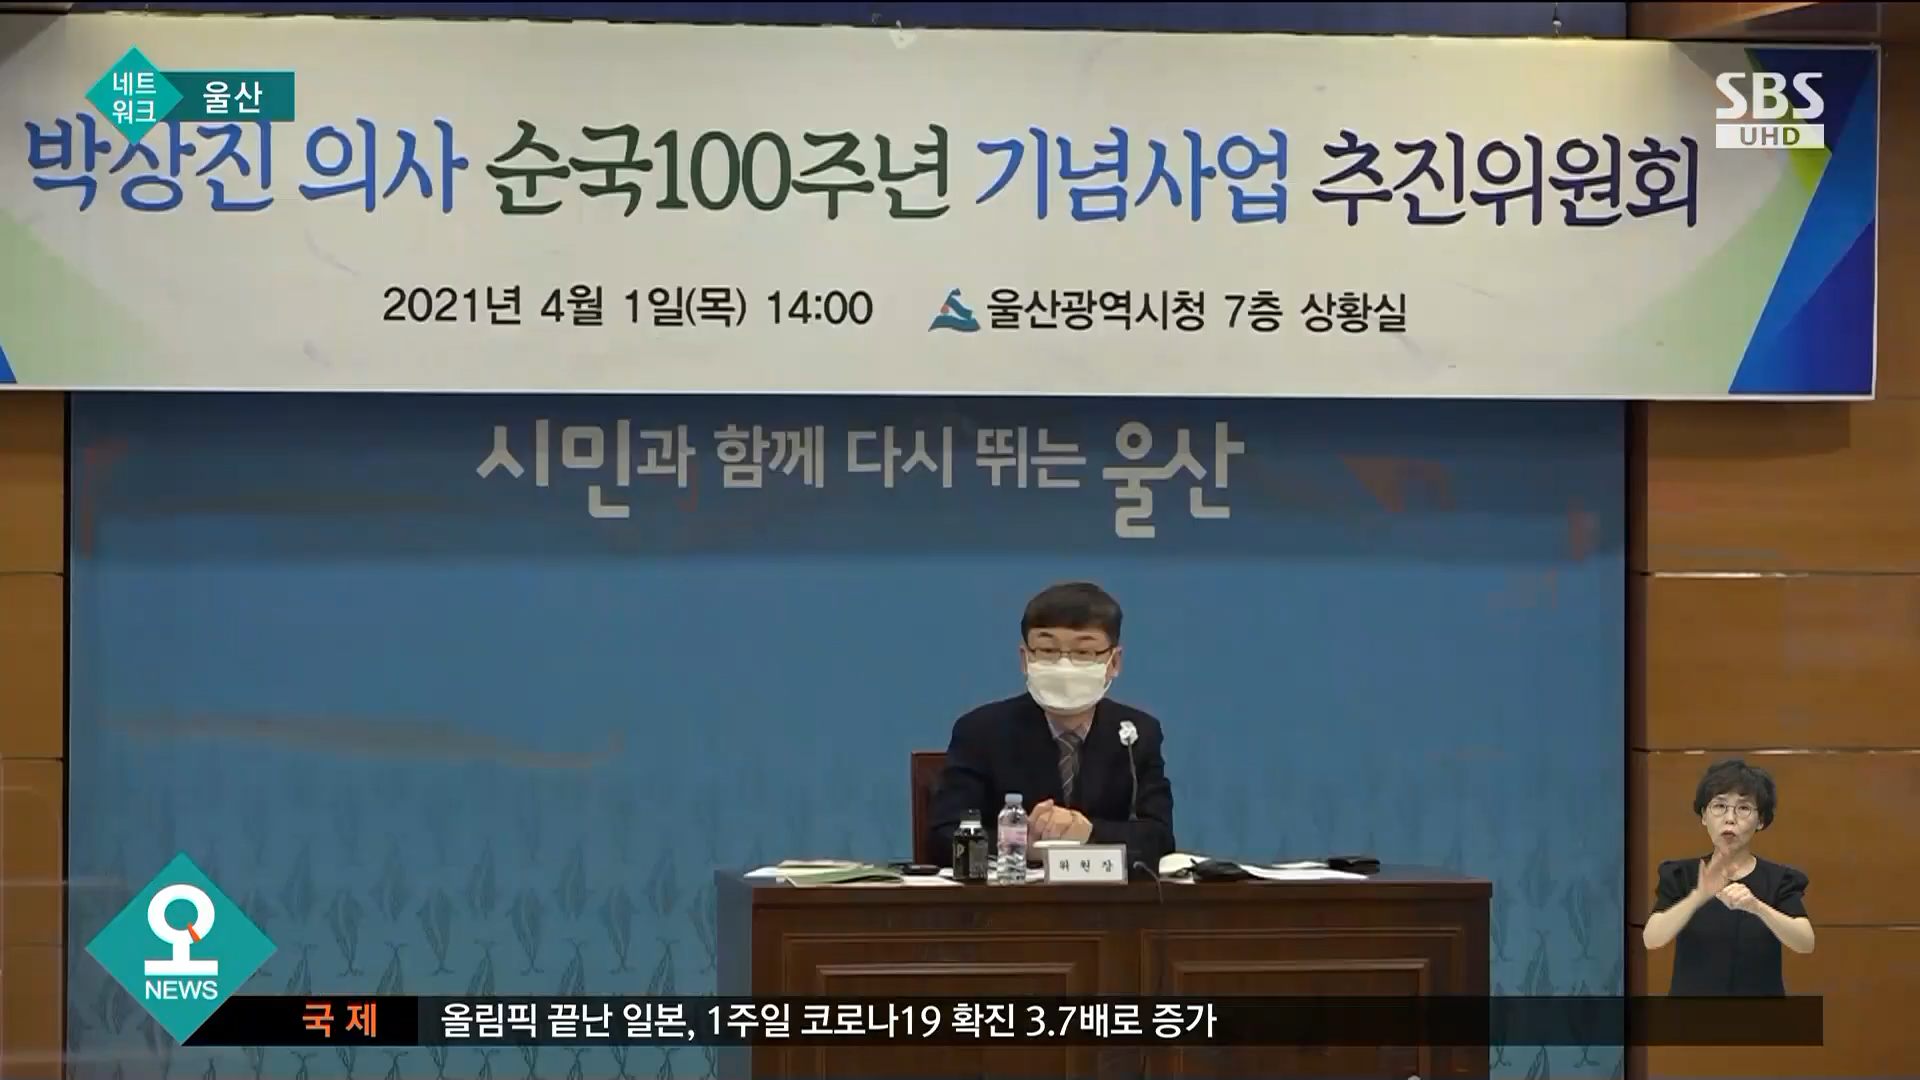 네트
워크
울산
SBS
UHD
박상진 의사 순국100주년 기념사업 추진위원회
2021년 4월 1일(목) 14:00 울산광역시청 7층 상황실
시민과 함께 다시 뛰는 울산
위 원 장
오
NEWS
국 제
올림픽 끝난 일본, 1주일 코로나19 확진 3.7배로 증가